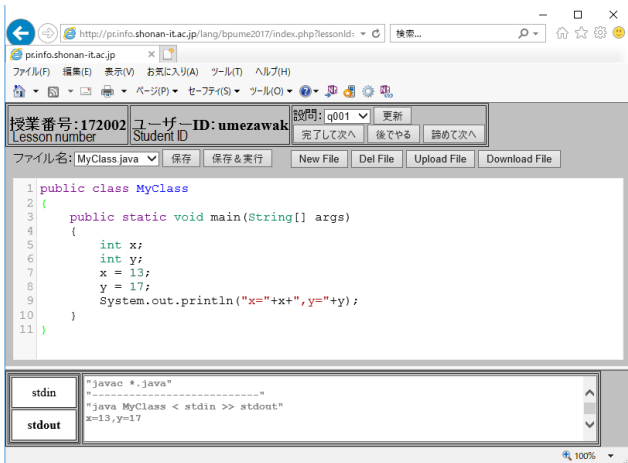 http://pr.info.shonan-it.ac.jp/lang/bpume2017/index.php?lessonId=
検索...
pr.info.shonan-it.ac.jp
ファイル(F) 編集(E) 表示(V) お気に入り(A) ツール(T) ヘルプ(H)
ページ(P) セーフティ(S) ツール(O)
授業番号:172002 ユーザーID: umezawak 設問: q001 更新
Lesson number Student ID 完了して次へ 後でやる 諦めて次へ
ファイル名: MyClass.java 保存 保存&実行 New File Del File Upload File Download File
1 public class MyClass
2 {
3 public static void main(String[] args)
4 {
5 int x;
6 int y;
7 x = 13;
8 y = 17;
9 System.out.println("x="+x+",y="+y);
10 }
11 }
stdin
stdout
"javac *.java"
"---------------------------"
"java MyClass < stdin >> stdout"
x=13,y=17
100%